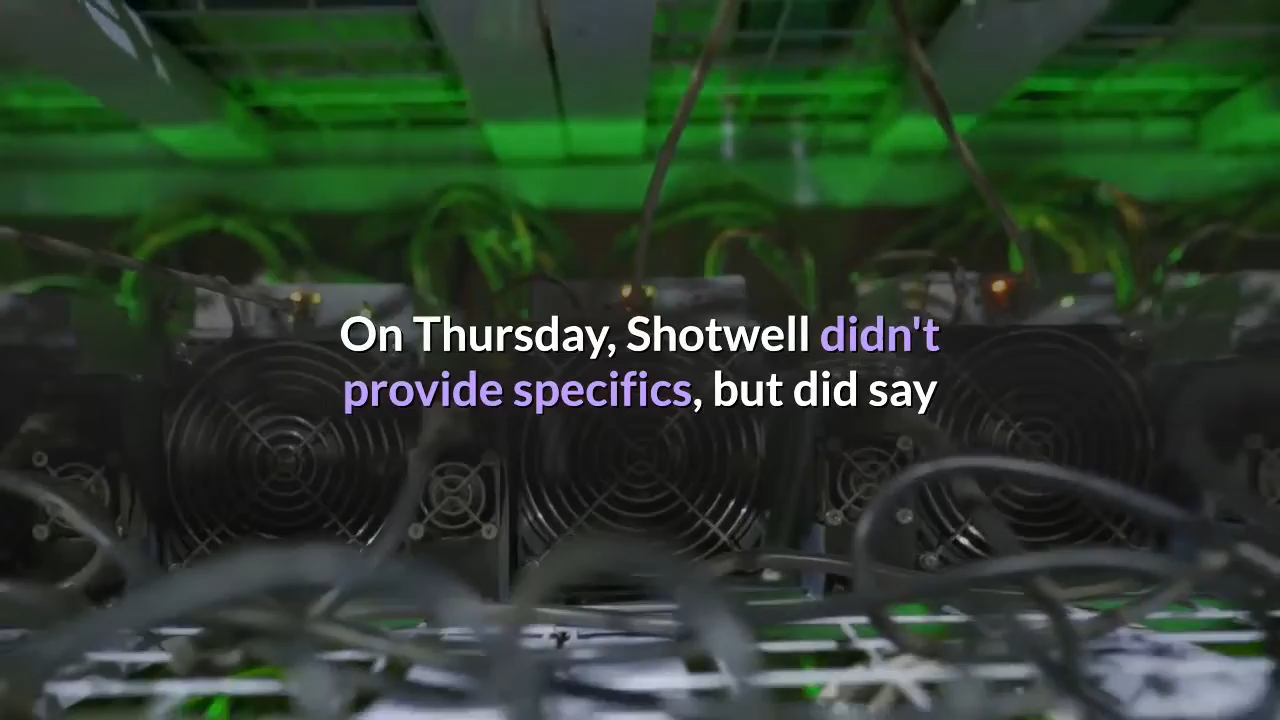 On Thursday, Shotwell didn't
provide specifics, but did say